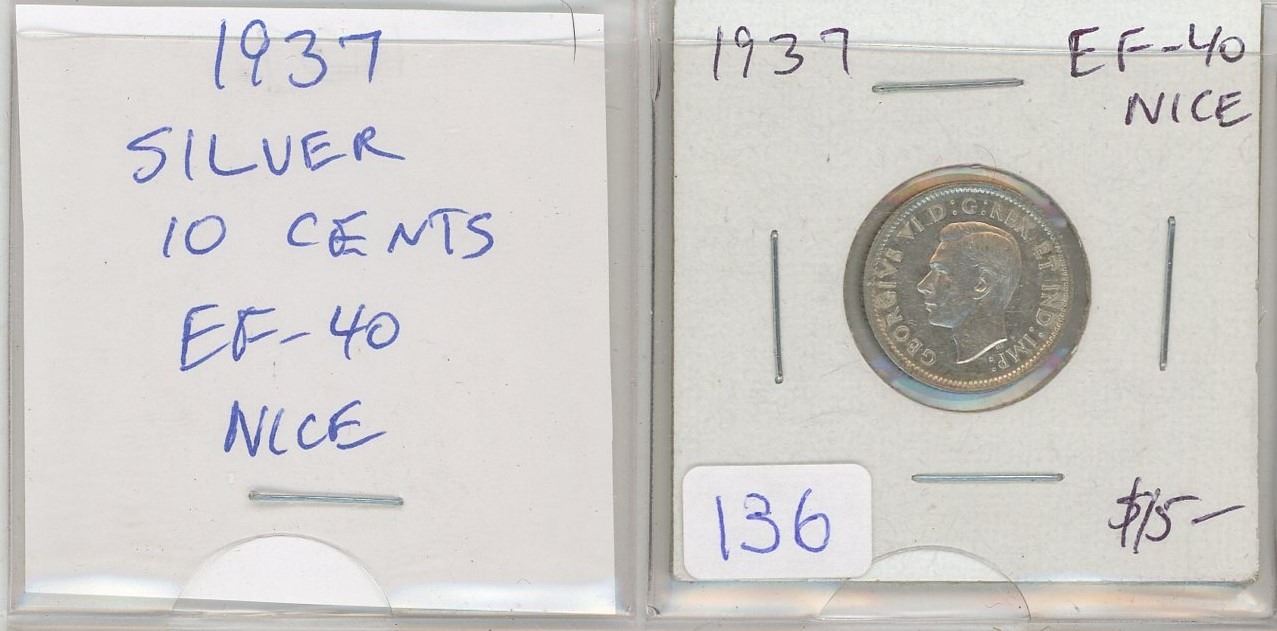 1937
SILVER
10 CENTS
EF-40
NICE
1937 EF-40
NICE
GEORGIVS VI D:G:REX ET IND:IMP:
136
$15-